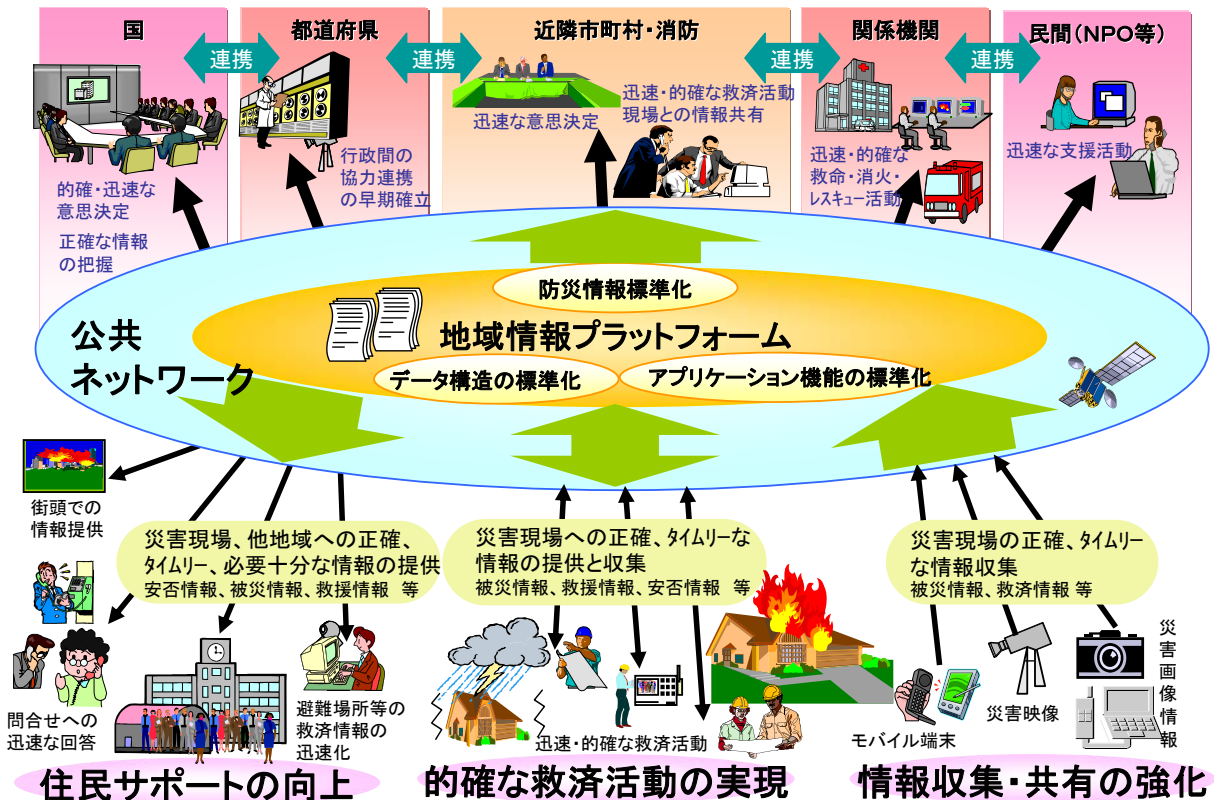 国
都道府県
近隣市町村・消防
関係機関
民間(NPO等)
連携
連携
連携
連携
的確・迅速な
意思決定
正確な情報
の把握
行政間の
協力連携
の早期確立
迅速な意思決定
迅速・的確な救済活動
現場との情報共有
迅速・的確な
救命・消火・
レスキュー活動
迅速な支援活動
防災情報標準化
公共
ネットワーク
地域情報プラットフォーム
データ構造の標準化
アプリケーション機能の標準化
街頭での
情報提供
災害現場、他地域への正確、
タイムリー、必要十分な情報の提供
安否情報、被災情報、救援情報 等
災害現場への正確、タイムリーな
情報の提供と収集
被災情報、救援情報、安否情報 等
災害現場の正確、タイムリー
な情報収集
被災情報、救済情報 等
問合せへの
迅速な回答
避難場所等の
救済情報の
迅速化
迅速・的確な救済活動
モバイル端末
災害映像
災害画像情報
住民サポートの向上
的確な救済活動の実現
情報収集・共有の強化